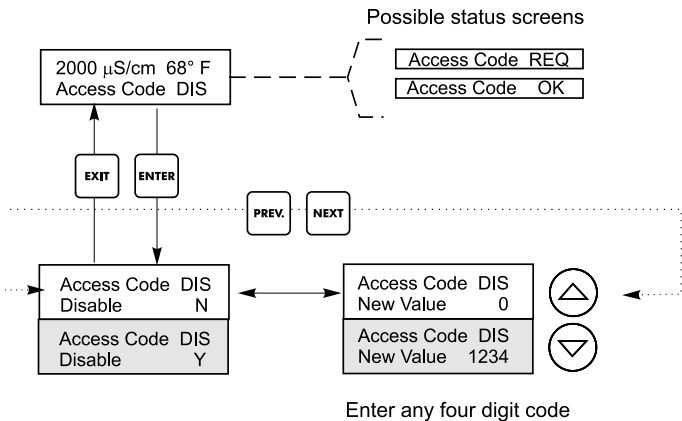 Possible status screens
2000 µS/cm 68° F
Access Code DIS
Access Code REQ
Access Code OK
EXIT
ENTER
PREV.
NEXT
Access Code DIS
Disable N
Access Code DIS
Disable Y
Access Code DIS
New Value 0
Access Code DIS
New Value 1234
Enter any four digit code